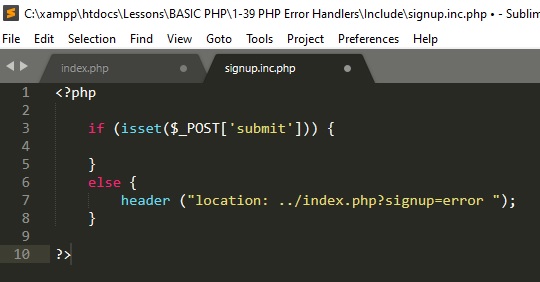 C:\xampp\htdocs\Lessons\BASIC PHP\1-39 PHP Error Handlers\Include\signup.inc.php • - Sublim
File Edit Selection Find View Goto Tools Project Preferences Help
index.php signup.inc.php
1 <?php
2
3 if (isset($_POST['submit'])) {
4
5 }
6 else {
7 header ("location: ../index.php?signup=error ");
8 }
9
10 ?>